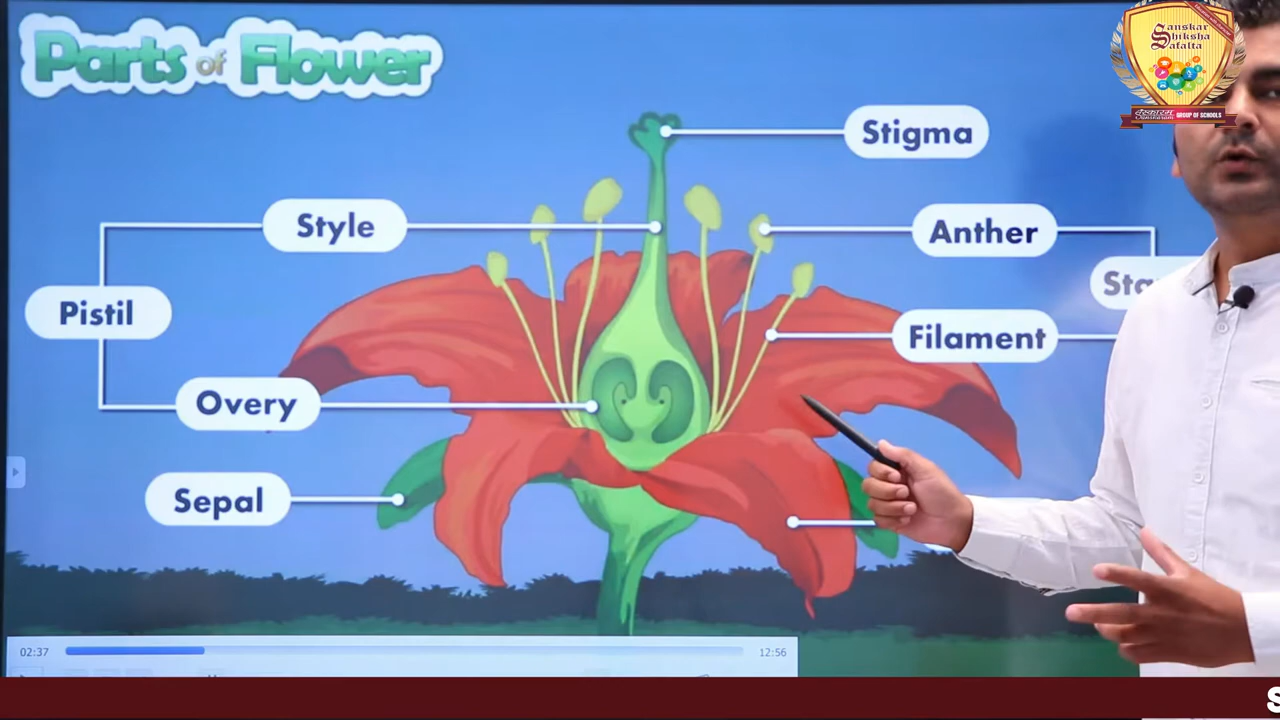 Parts of Flower
Sanskar
Shiksha
Safalta
GROUP OF SCHOOLS
Stigma
Style
Anther
Sta
Pistil
Filament
Overy
Sepal
02:37
12:56
S